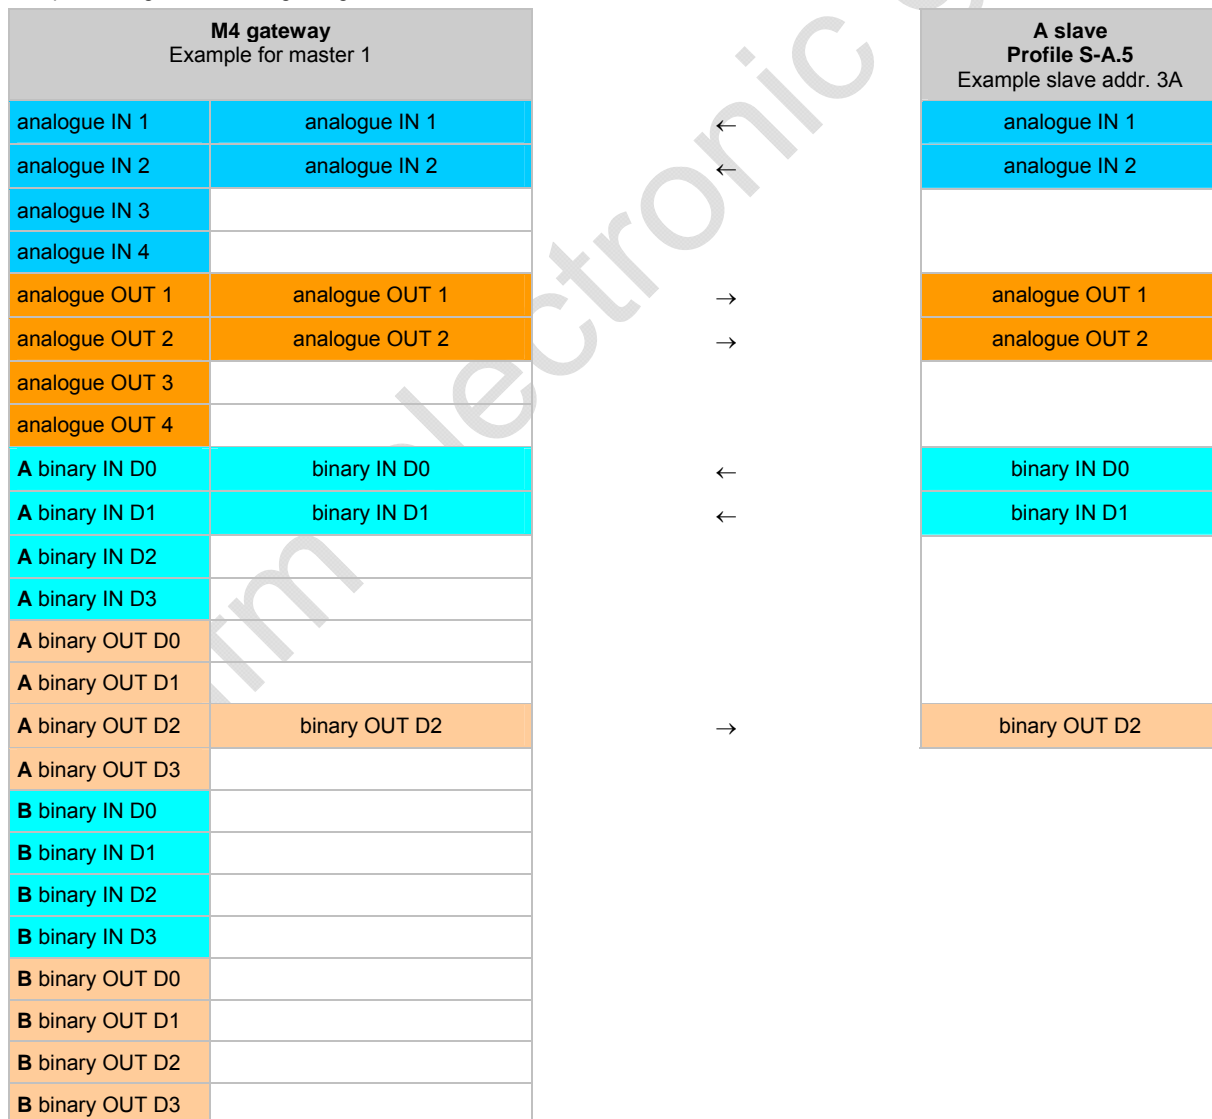 M4 gateway
Example for master 1
A slave
Profile S-A.5
Example slave addr. 3A
analogue IN 1 analogue IN 1 ← analogue IN 1
analogue IN 2 analogue IN 2 ← analogue IN 2
analogue IN 3
analogue IN 4
analogue OUT 1 analogue OUT 1 → analogue OUT 1
analogue OUT 2 analogue OUT 2 → analogue OUT 2
analogue OUT 3
analogue OUT 4
A binary IN D0 binary IN D0 ← binary IN D0
A binary IN D1 binary IN D1 ← binary IN D1
A binary IN D2
A binary IN D3
A binary OUT D0
A binary OUT D1
A binary OUT D2 binary OUT D2 → binary OUT D2
A binary OUT D3
B binary IN D0
B binary IN D1
B binary IN D2
B binary IN D3
B binary OUT D0
B binary OUT D1
B binary OUT D2
B binary OUT D3